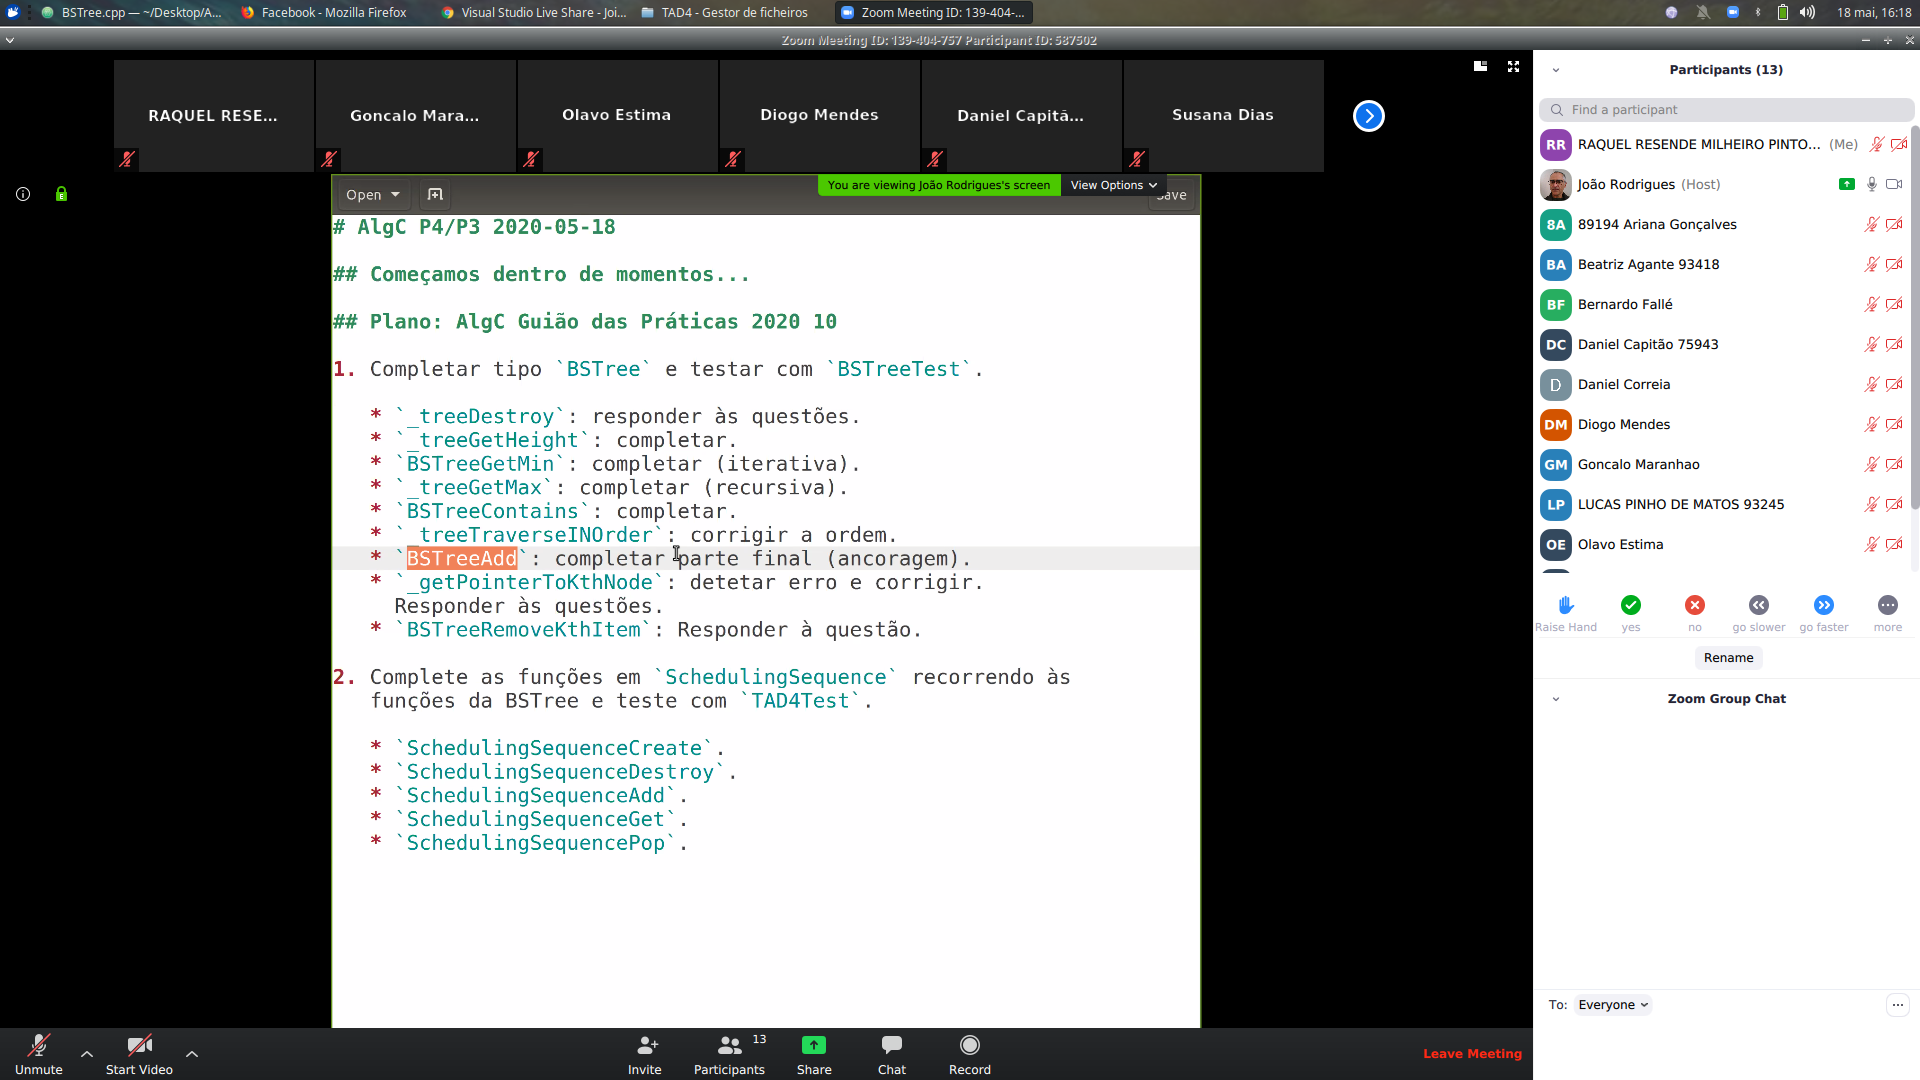 BSTree.cpp — ~/Desktop/A...
Facebook - Mozilla Firefox
Visual Studio Live Share - Joi...
TAD4 - Gestor de ficheiros
Zoom Meeting ID: 139-404-...
18 mai, 16:18
Zoom Meeting ID: 139-404-757 Participant ID: 587502
RAQUEL RESE...
Goncalo Mara...
Olavo Estima
Diogo Mendes
Daniel Capitã...
Susana Dias
You are viewing João Rodrigues's screen
View Options
Open
ave
# AlgC P4/P3 2020-05-18
## Começamos dentro de momentos...
## Plano: AlgC Guião das Práticas 2020 10
1. Completar tipo `BSTree` e testar com `BSTreeTest`.
* `_treeDestroy`: responder às questões.
* `_treeGetHeight`: completar.
* `BSTreeGetMin`: completar (iterativa).
* `_treeGetMax`: completar (recursiva).
* `BSTreeContains`: completar.
* `_treeTraverseINOrder`: corrigir a ordem.
* `BSTreeAdd`: completar parte final (ancoragem).
* `_getPointerToKthNode`: detetar erro e corrigir.
Responder às questões.
* `BSTreeRemoveKthItem`: Responder à questão.
2. Complete as funções em `SchedulingSequence` recorrendo às
funções da BSTree e teste com `TAD4Test`.
* `SchedulingSequenceCreate`.
* `SchedulingSequenceDestroy`.
* `SchedulingSequenceAdd`.
* `SchedulingSequenceGet`.
* `SchedulingSequencePop`.
Participants (13)
Find a participant
RR RAQUEL RESENDE MILHEIRO PINTO... (Me)
João Rodrigues (Host)
8A 89194 Ariana Gonçalves
BA Beatriz Agante 93418
BF Bernardo Fallé
DC Daniel Capitão 75943
D Daniel Correia
DM Diogo Mendes
GM Goncalo Maranhao
LP LUCAS PINHO DE MATOS 93245
OE Olavo Estima
Raise Hand
yes
no
go slower
go faster
more
Rename
Zoom Group Chat
To: Everyone
Unmute
Start Video
Invite
Participants 13
Share
Chat
Record
Leave Meeting